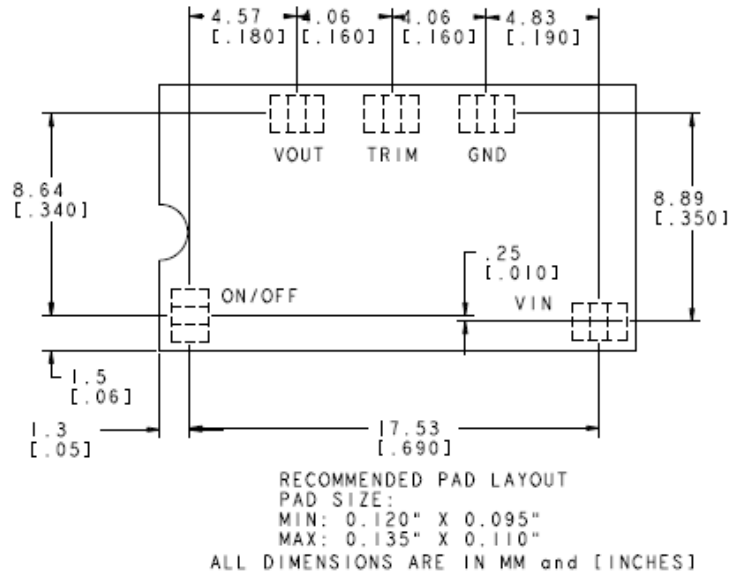 4.57 4.06 4.06 4.83
[.180] [.160] [.160] [.190]
VOUT TRIM GND
8.64
[.340]
8.89
[.350]
.25
[.010]
ON/OFF
VIN
1.5
[.06]
1.3
[.05]
17.53
[.690]
RECOMMENDED PAD LAYOUT
PAD SIZE:
MIN: 0.120" X 0.095"
MAX: 0.135" X 0.110"
ALL DIMENSIONS ARE IN MM and [INCHES]